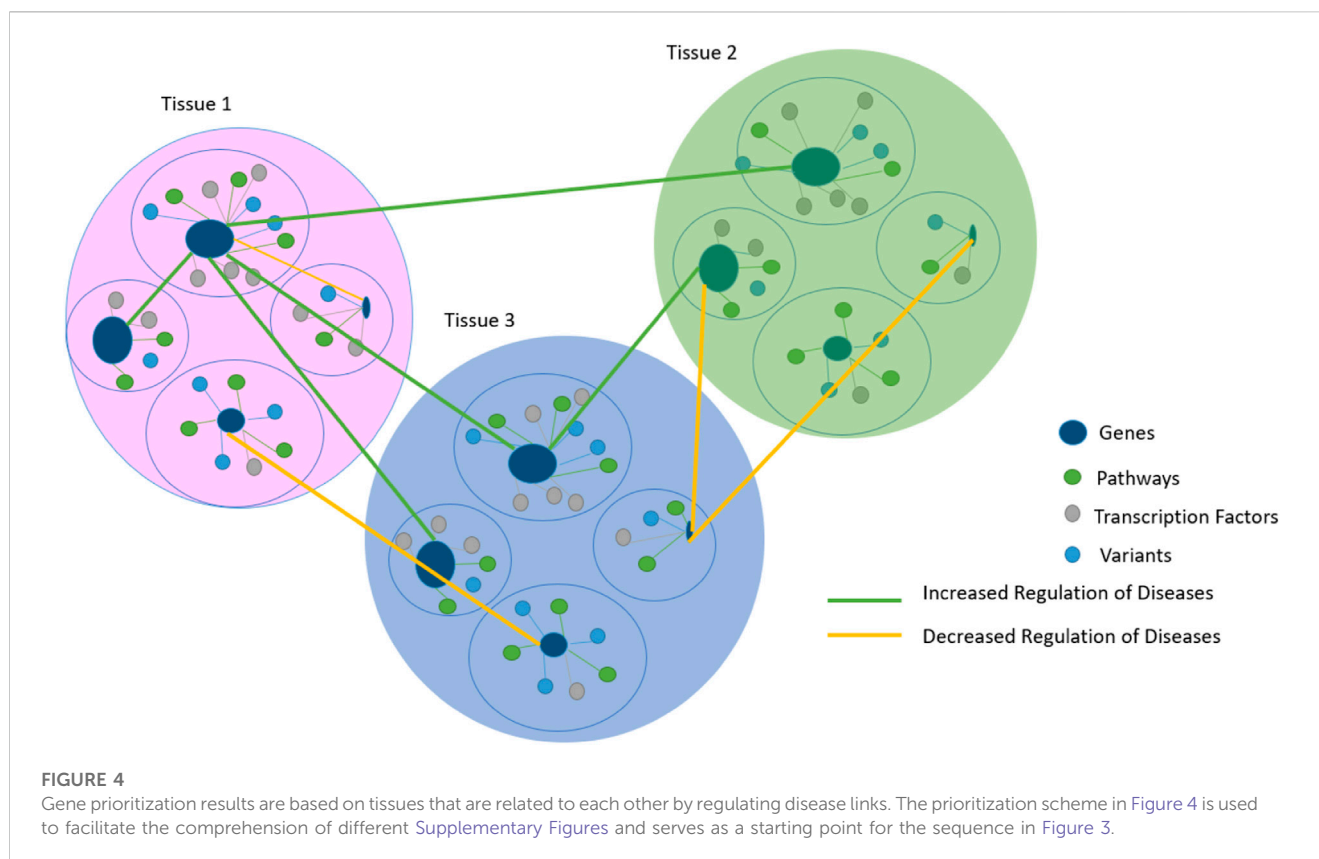 Tissue 2
Tissue 1
Tissue 3
Genes
Pathways
Transcription Factors
Variants
Increased Regulation of Diseases
Decreased Regulation of Diseases
FIGURE 4
Gene prioritization results are based on tissues that are related to each other by regulating disease links. The prioritization scheme in Figure 4 is used
to facilitate the comprehension of different Supplementary Figures and serves as a starting point for the sequence in Figure 3.